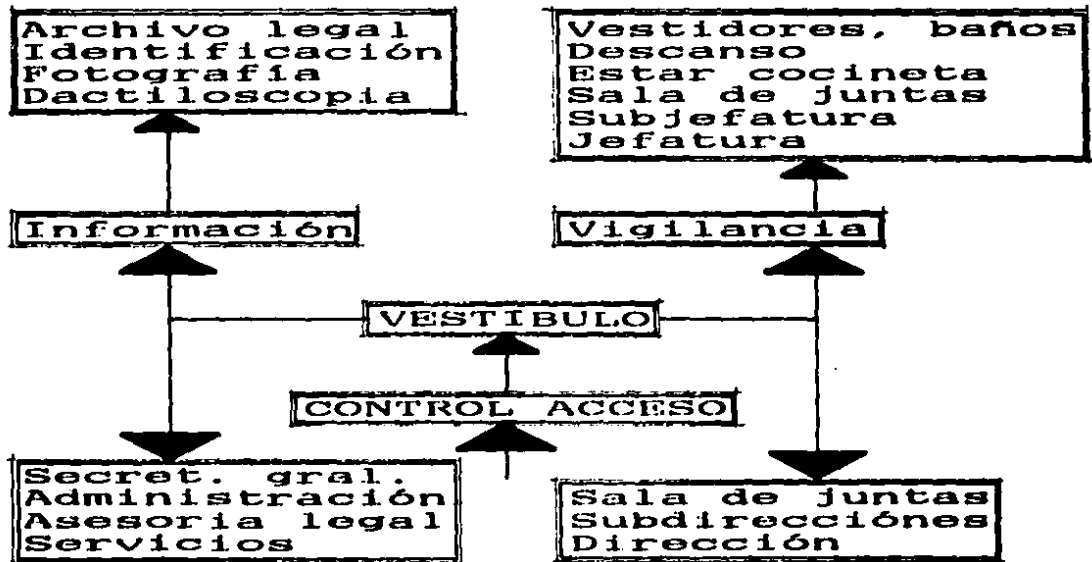 Archivo legal
Identificación
Fotografía
Dactiloscopia
Vestidores, baños
Descanso
Estar cocineta
Sala de juntas
Subjefatura
Jefatura
Información
Vigilancia
VESTIBULO
CONTROL ACCESO
Secret. gral.
Administración
Asesoria legal
Servicios
Sala de juntas
Subdirecciónes
Dirección